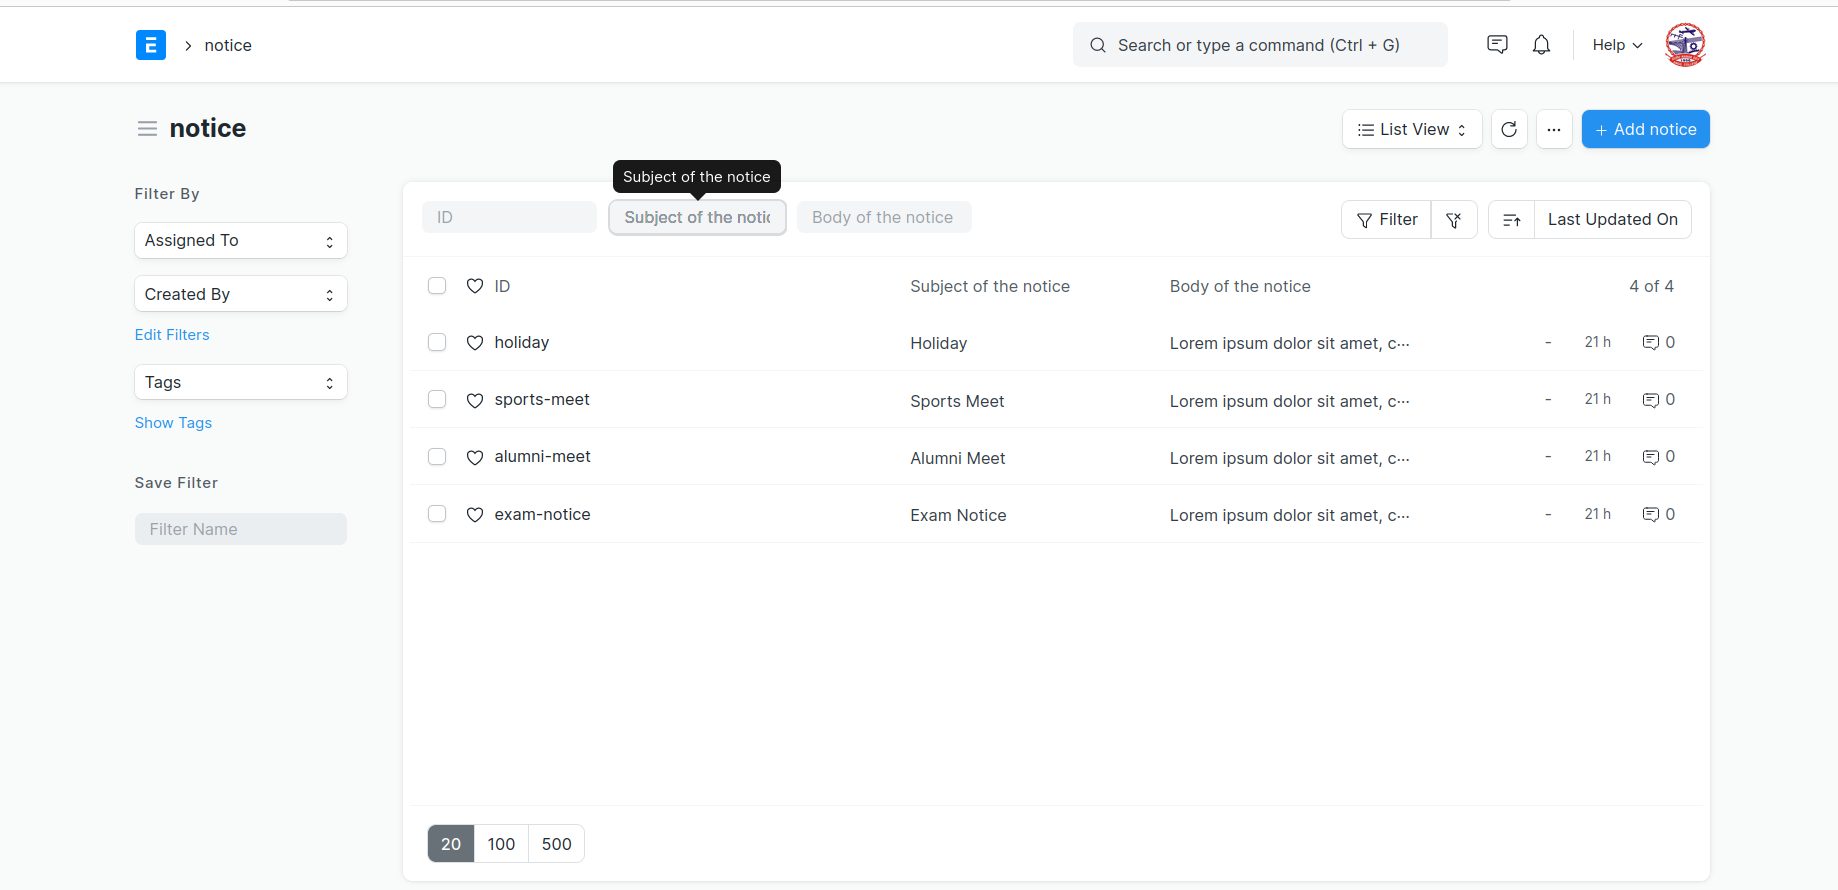 E
notice
Search or type a command (Ctrl + G)
Help
notice
List View
Add notice
Filter By
Assigned To
Created By
Edit Filters
Tags
Show Tags
Save Filter
Filter Name
Subject of the notice
ID
Subject of the notic
Body of the notice
Filter
Last Updated On
ID Subject of the notice Body of the notice 4 of 4
holiday Holiday Lorem ipsum dolor sit amet, c... - 21 h 0
sports-meet Sports Meet Lorem ipsum dolor sit amet, c... - 21 h 0
alumni-meet Alumni Meet Lorem ipsum dolor sit amet, c... - 21 h 0
exam-notice Exam Notice Lorem ipsum dolor sit amet, c... - 21 h 0
20 100 500